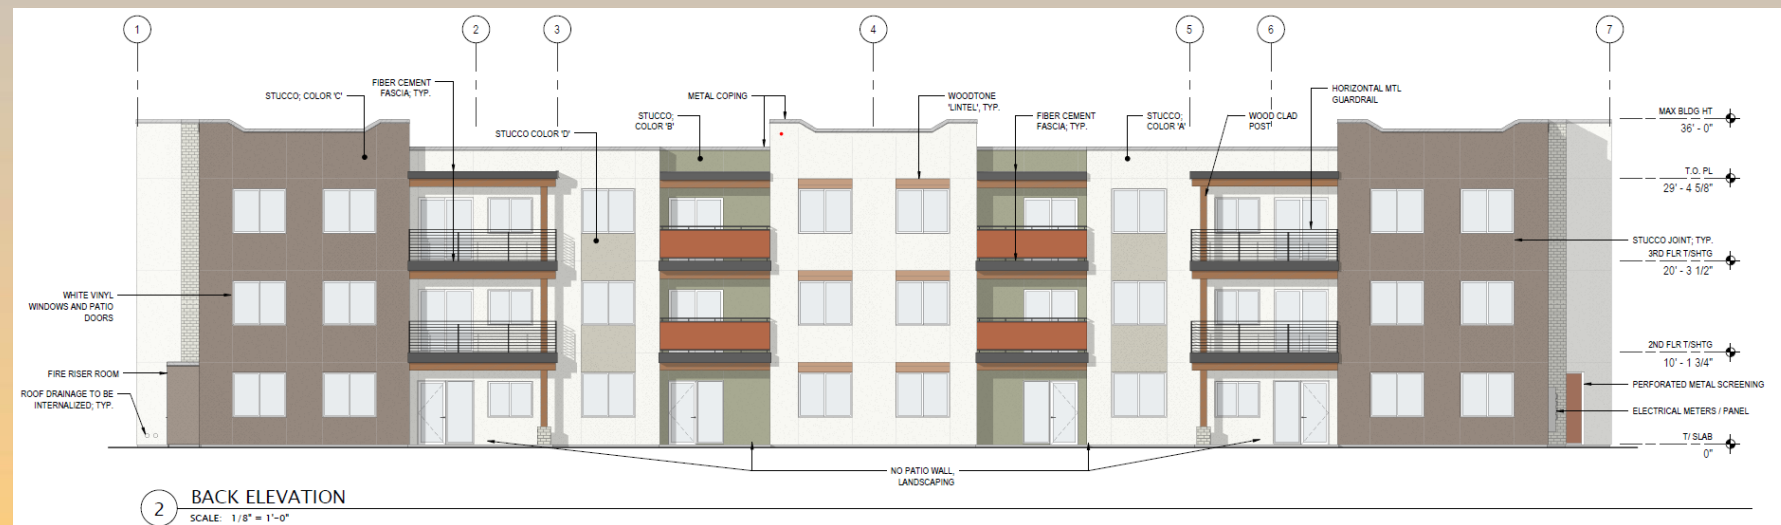 1
2
3
4
5
6
7
FIBER CEMENT
FASCIA; TYP.
STUCCO; COLOR 'C'
STUCCO COLOR 'D'
METAL COPING
STUCCO;
COLOR 'B'
WOODTONE
'LINTEL', TYP.
FIBER CEMENT
FASCIA; TYP.
STUCCO;
COLOR 'A'
WOOD CLAD
POST
HORIZONTAL MTL
GUARDRAIL
MAX BLDG HT
36' - 0"
T.O. PL
29' - 4 5/8"
STUCCO JOINT; TYP.
3RD FLR T/SHTG
20' - 3 1/2"
2ND FLR T/SHTG
10' - 1 3/4"
PERFORATED METAL SCREENING
ELECTRICAL METERS / PANEL
T/ SLAB
0"
WHITE VINYL
WINDOWS AND PATIO
DOORS
FIRE RISER ROOM
ROOF DRAINAGE TO BE
INTERNALIZED; TYP.
NO PATIO WALL,
LANDSCAPING
2
BACK ELEVATION
SCALE: 1/8" = 1'-0"